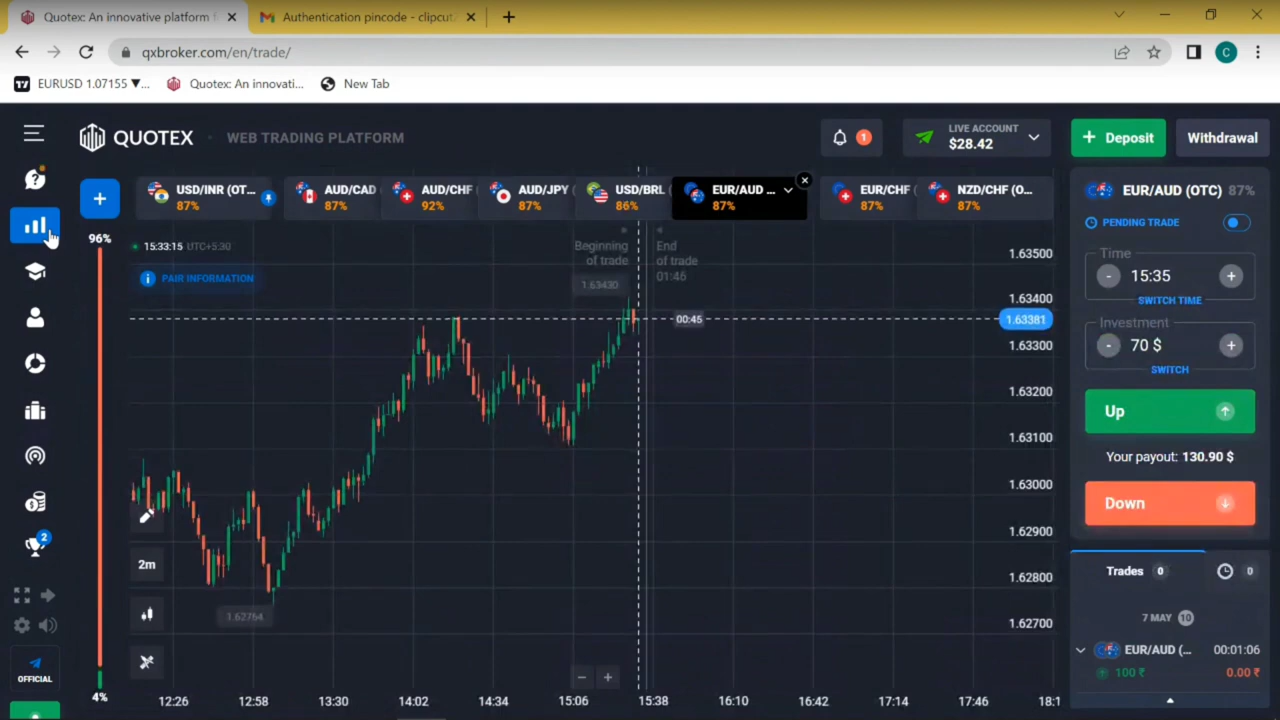 Quotex: An innovative platform f
Authentication pincode - clipcut
qxbroker.com/en/trade/
C
EURUSD 1.07155 ▼ ...
Quotex: An innovati...
New Tab
QUOTEX
WEB TRADING PLATFORM
1
LIVE ACCOUNT
$28.42
+ Deposit
Withdrawal
USD/INR (OT...
87%
AUD/CAD
87%
AUD/CHF
92%
AUD/JPY
87%
USD/BRL
86%
EUR/AUD ...
87%
EUR/CHF
87%
NZD/CHF (O...
87%
96%
15:33:15 UTC+5:30
PAIR INFORMATION
Beginning
of trade
End
of trade
01:46
1.63430
00:45
1.62764
2m
1.63500
1.63400
1.63381
1.63300
1.63200
1.63100
1.63000
1.62900
1.62800
1.62700
12:26
12:58
13:30
14:02
14:34
15:06
15:38
16:10
16:42
17:14
17:46
18:1
4%
2
OFFICIAL
EUR/AUD (OTC) 87%
PENDING TRADE
Time
- 15:35 +
SWITCH TIME
Investment
- 70 $ +
SWITCH
Up
Your payout: 130.90 $
Down
Trades 0
0
7 MAY 10
EUR/AUD (...
00:01:06
100 ₹
0.00 ₹